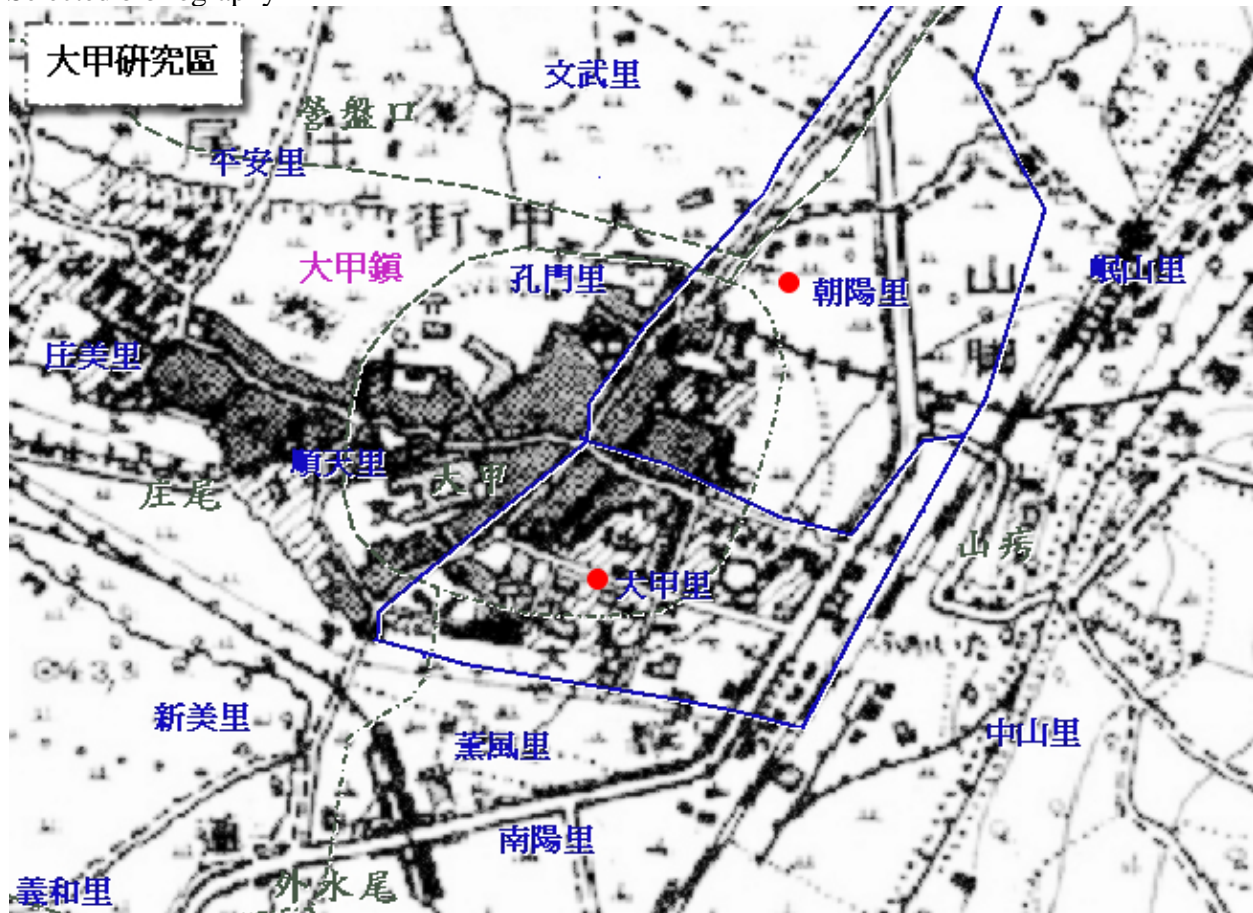 大甲研究區
文武里
營盤口
平安里
街甲大
大甲鎮
孔門里
朝陽里
岷山里
庄美里
順天里
大甲
庄尾
山疠
大甲里
新美里
薰風里
中山里
南陽里
外水尾
義和里